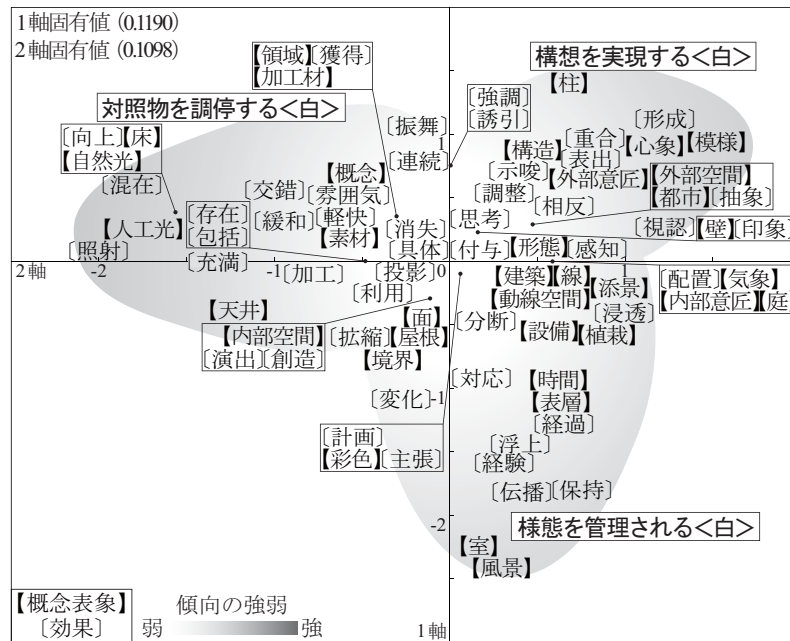 1軸固有値 (0.1190)
2軸固有値 (0.1098)
【領域】〔獲得〕
【加工材】
構想を実現する<白>
【柱】
対照物を調停する<白>
〔強調〕
〔誘引〕
〔振舞〕
1
〔形成〕
〔向上〕【床】
【自然光】
〔混在〕
〔連続〕
【構造】
〔重合〕
〔表出〕
【心象】
【模様】
【概念】
〔雰囲気〕
〔交錯〕
〔示唆〕
【外部意匠】
【外部空間】
【都市】〔抽象〕
〔調整〕
〔相反〕
〔存在〕
〔包括〕
〔緩和〕
〔軽快〕
【素材】
〔消失〕
〔具体〕
〔思考〕
〔視認〕
【壁】【印象】
【人工光】
〔照射〕
〔付与〕
【形態】
〔感知〕
〔充満〕
2軸
-2
-1
〔加工〕
〔投影〕
0
1
〔利用〕
【建築】
【線】
【動線空間】
【添景】
〔配置〕【気象】
【内部意匠】【庭】
【天井】
【面】
〔分断〕
〔浸透〕
【内部空間】
〔演出〕〔創造〕
〔拡縮〕
【屋根】
【設備】
【植栽】
【境界】
〔変化〕
-1
〔対応〕
【時間】
【表層】
〔経過〕
〔計画〕
【彩色】〔主張〕
〔浮上〕
〔経験〕
〔伝播〕
〔保持〕
-2
様態を管理される<白>
【室】
【風景】
【概念表象】
〔効果〕
傾向の強弱
弱
強
1軸